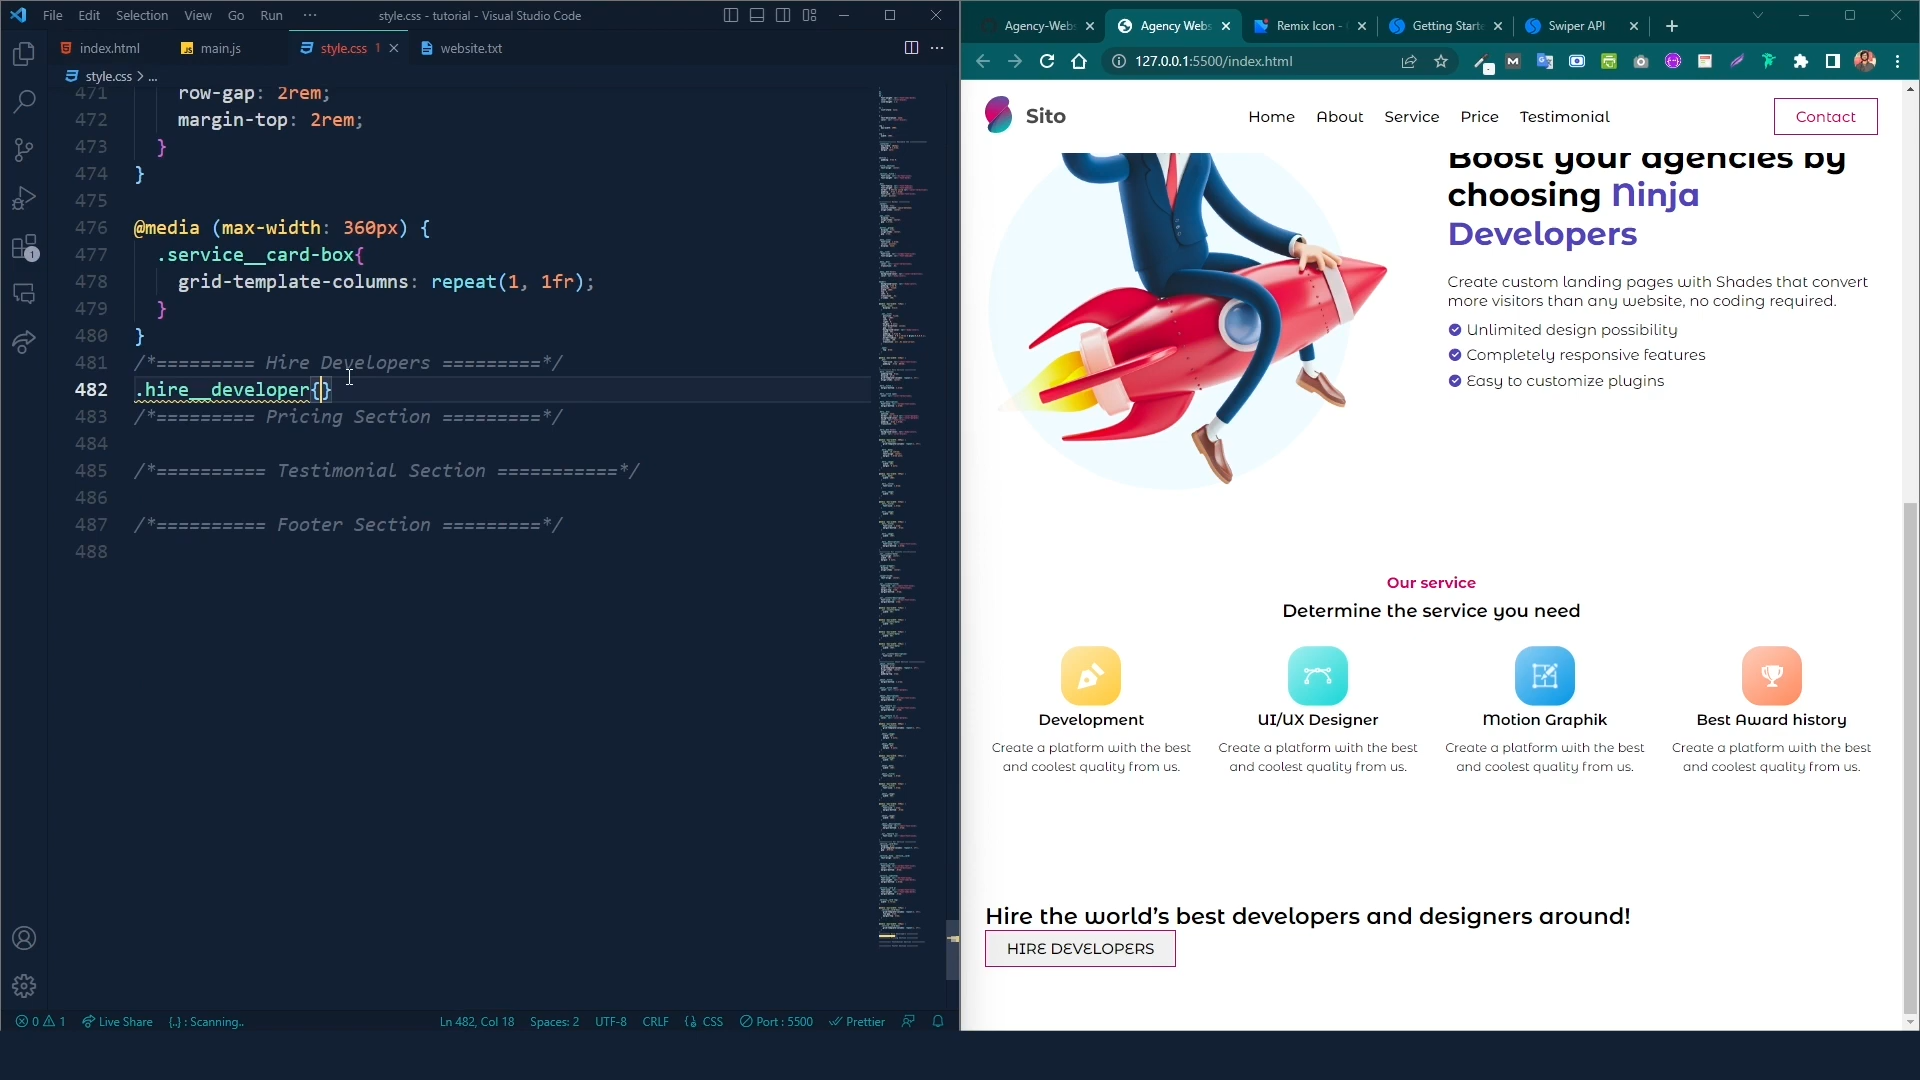 File Edit Selection View Go Run ··· style.css - tutorial - Visual Studio Code
index.html main.js style.css 1 website.txt
style.css > ...
471 row-gap: 2rem;
472 margin-top: 2rem;
473 }
474 }
475
476 @media (max-width: 360px) {
477 .service__card-box{
478 grid-template-columns: repeat(1, 1fr);
479 }
480 }
481 /*========= Hire Developers =========*/
482 .hire__developer{}
483 /*========= Pricing Section =========*/
484
485 /*========== Testimonial Section ===========*/
486
487 /*========== Footer Section =========*/
488
1
0 1 Live Share {..} : Scanning.. Ln 482, Col 18 Spaces: 2 UTF-8 CRLF {} CSS Port : 5500 Prettier
Agency-Webs Agency Webs Remix Icon - Getting Starte Swiper API
127.0.0.1:5500/index.html
Sito Home About Service Price Testimonial Contact
Boost your agencies by
choosing Ninja
Developers
Create custom landing pages with Shades that convert
more visitors than any website, no coding required.
Unlimited design possibility
Completely responsive features
Easy to customize plugins
Our service
Determine the service you need
Development UI/UX Designer Motion Graphik Best Award history
Create a platform with the best Create a platform with the best Create a platform with the best Create a platform with the best
and coolest quality from us. and coolest quality from us. and coolest quality from us. and coolest quality from us.
Hire the world’s best developers and designers around!
HIRE DEVELOPERS